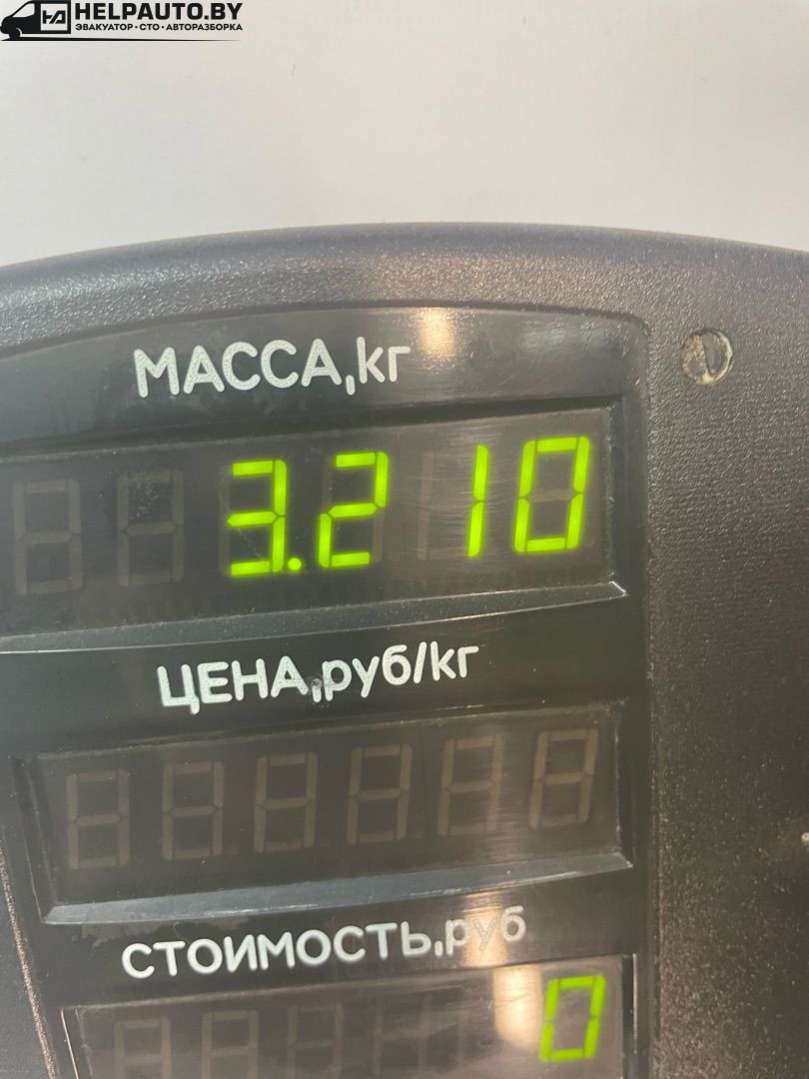 HELPAUTO.BY
ЭВАКУАТОР • СТО • АВТОРАЗБОРКА
МАССА,кг
3.210
ЦЕНА,руб/кг
СТОИМОСТЬ,руб
0